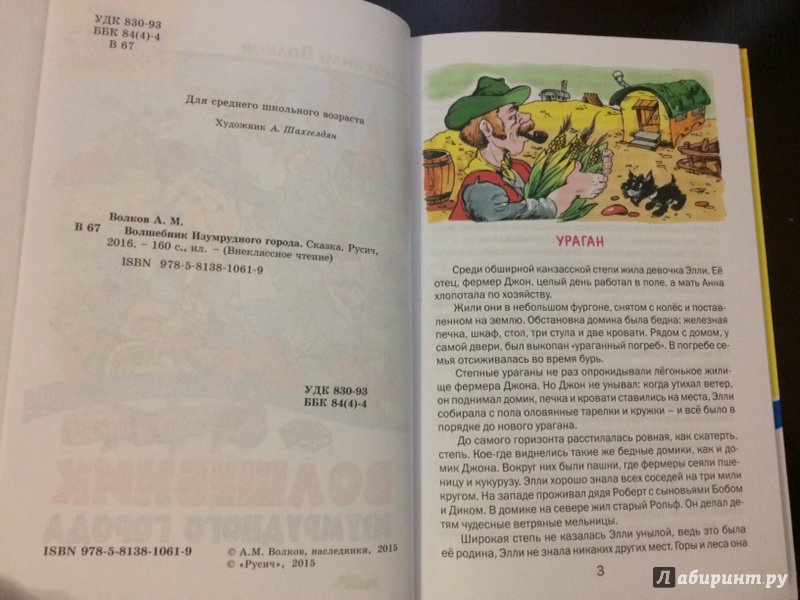 УДК 830-93
ББК 84(4)-4
В 67
Для среднего школьного возраста
Художник А. Шахгелдян
Волков А. М.
В 67 Волшебник Изумрудного города. Сказка. Русич,
2016. – 160 с., ил. – (Внеклассное чтение)
ISBN 978-5-8138-1061-9
УДК 830-93
ББК 84(4)-4
ISBN 978-5-8138-1061-9
© А.М. Волков, наследники, 2015
© «Русич», 2015
УРАГАН
Среди обширной канзасской степи жила девочка Элли. Её
отец, фермер Джон, целый день работал в поле, а мать Анна
хлопотала по хозяйству.
Жили они в небольшом фургоне, снятом с колёс и постав-
ленном на землю. Обстановка домика была бедна: железная
печка, шкаф, стол, три стула и две кровати. Рядом с домом, у
самой двери, был выкопан «ураганный погреб». В погребе
семья отсиживалась во время бурь.
Степные ураганы не раз опрокидывали лёгонькое жили-
ще фермера Джона. Но Джон не унывал: когда утихал ветер,
он поднимал домик, печка и кровати ставились на места, Элли
собирала с пола оловянные тарелки и кружки – и всё было в
порядке до нового урагана.
До самого горизонта расстилалась ровная, как скатерть,
степь. Кое-где виднелись такие же бедные домики, как и до-
мик Джона. Вокруг них были пашни, где фермеры сеяли пше-
ницу и кукурузу. Элли хорошо знала всех соседей на три мили
кругом. На западе проживал дядя Роберт с сыновьями Бобом
и Диком. В домике на севере жил старый Рольф. Он делал де-
тям чудесные ветряные мельницы.
Широкая степь не казалась Элли унылой, ведь это была
её родина, Элли не знала никаких других мест. Горы и леса она
3
Лабиринт.ру